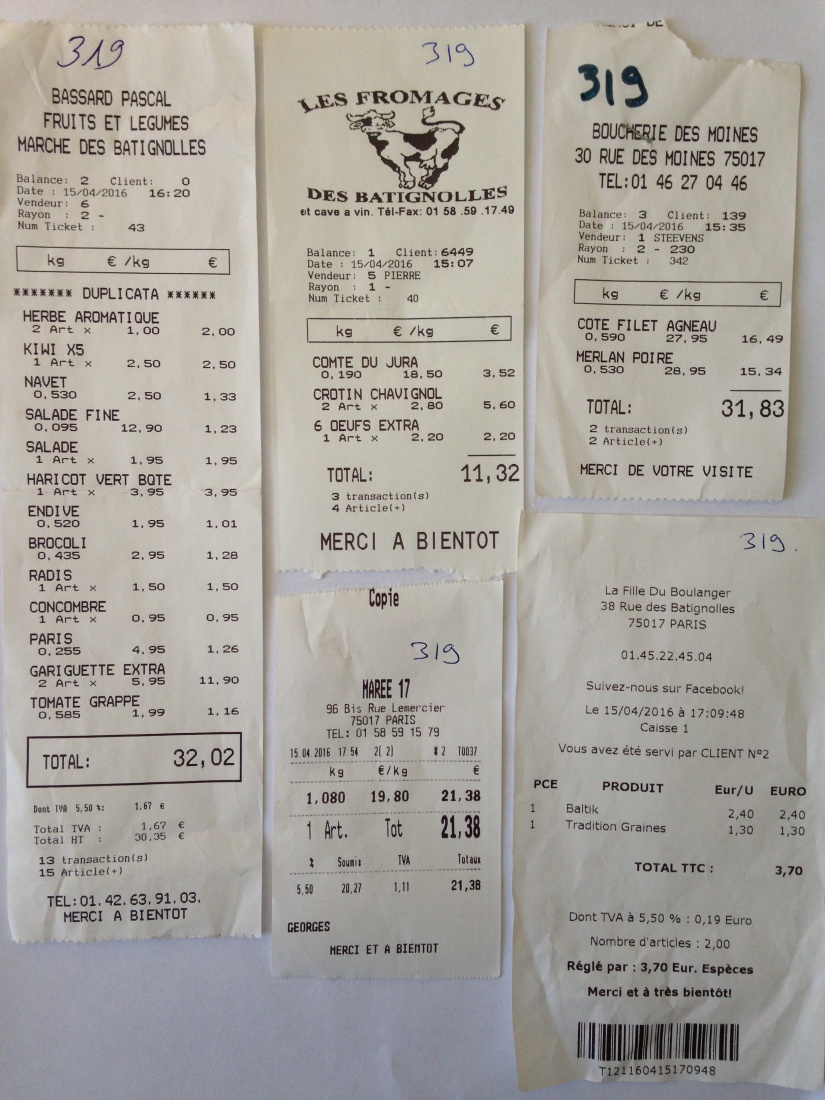 319
BASSARD PASCAL
FRUITS ET LEGUMES
MARCHE DES BATIGNOLLES
Balance: 2 Client: 0
Date : 15/04/2016 16:20
Vendeur: 6
Rayon : 2 -
Num Ticket : 43
kg € /kg €
******* DUPLICATA ******
HERBE AROMATIQUE
2 Art × 1,00 2,00
KIWI X5
1 Art × 2,50 2,50
NAVET
0,530 2,50 1,33
SALADE FINE
0,095 12,90 1,23
SALADE
1 Art × 1,95 1,95
HARICOT VERT BQTE
1 Art × 3,95 3,95
ENDIVE
0,520 1,95 1,01
BROCOLI
0,435 2,95 1,28
RADIS
1 Art × 1,50 1,50
CONCOMBRE
1 Art × 0,95 0,95
PARIS
0,255 4,95 1,26
GARIGUETTE EXTRA
2 Art × 5,95 11,90
TOMATE GRAPPE
0,585 1,99 1,16
TOTAL: 32,02
Dont TVA 5,50 %: 1,67 €
Total TVA : 1,67 €
Total HT : 30,35 €
13 transaction(s)
15 Article(+)
TEL:01.42.63.91.03.
MERCI A BIENTOT
319
LES FROMAGES
DES BATIGNOLLES
et cave a vin. Tél-Fax: 01 58 .59 .17.49
Balance: 1 Client:6449
Date : 15/04/2016 15:07
Vendeur: 5 PIERRE
Rayon : 1 -
Num Ticket : 40
kg € /kg €
COMTE DU JURA
0,190 18,50 3,52
CROTIN CHAVIGNOL
2 Art × 2,80 5,60
6 OEUFS EXTRA
1 Art × 2,20 2,20
TOTAL: 11,32
3 transaction(s)
4 Article(+)
MERCI A BIENTOT
319
BOUCHERIE DES MOINES
30 RUE DES MOINES 75017
TEL:01 46 27 04 46
Balance: 3 Client: 139
Date : 15/04/2016 15:35
Vendeur: 1 STEEVENS
Rayon : 2 - 230
Num Ticket : 342
kg € /kg €
COTE FILET AGNEAU
0,590 27,95 16,49
MERLAN POIRE
0,530 28,95 15,34
TOTAL: 31,83
2 transaction(s)
2 Article(+)
MERCI DE VOTRE VISITE
Copie
319
MAREE 17
96 Bis Rue Lemercier
75017 PARIS
TEL: 01 58 59 15 79
15.04.2016 17:54 2( 2) # 2 T0037
kg €/kg €
1,080 19,80 21,38
1 Art. Tot 21,38
% Soumis TVA Totaux
5,50 20,27 1,11 21,38
GEORGES
MERCI ET A BIENTOT
319.
La Fille Du Boulanger
38 Rue des Batignolles
75017 PARIS
01.45.22.45.04
Suivez-nous sur Facebook!
Le 15/04/2016 à 17:09:48
Caisse 1
Vous avez été servi par CLIENT N°2
PCE PRODUIT Eur/U EURO
1 Baltik 2,40 2,40
1 Tradition Graines 1,30 1,30
TOTAL TTC : 3,70
Dont TVA à 5,50 % : 0,19 Euro
Nombre d'articles : 2,00
Réglé par : 3,70 Eur. Espèces
Merci et à très bientôt!
T121160415170948